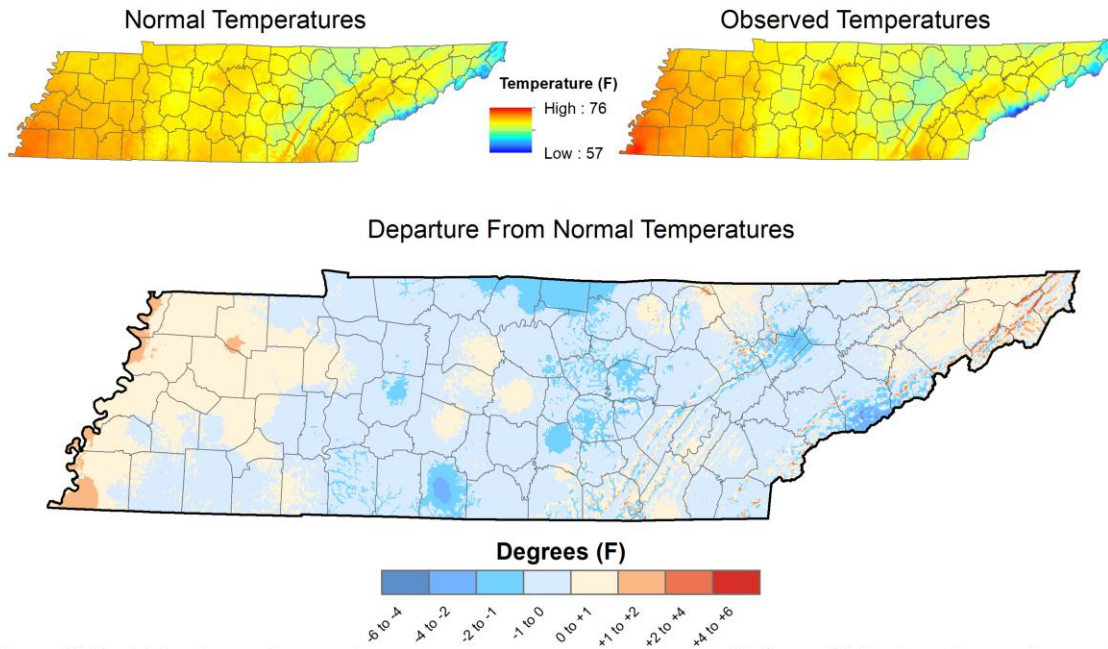 Normal Temperatures
Observed Temperatures
Temperature (F)
High : 76
Low : 57
Departure From Normal Temperatures
Degrees (F)
-6 to -4
-4 to -2
-2 to -1
-1 to 0
0 to +1
+1 to +2
+2 to +4
+4 to +6